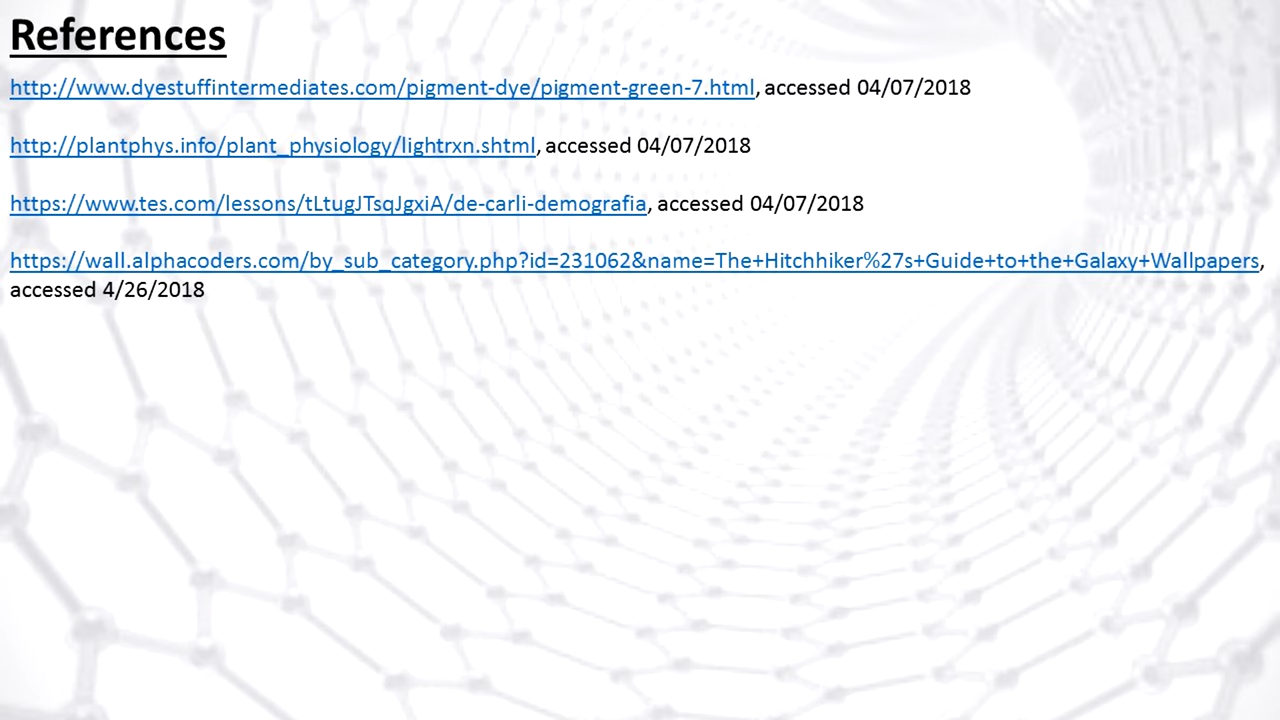 References
http://www.dyestuffintermediates.com/pigment-dye/pigment-green-7.html, accessed 04/07/2018
http://plantphys.info/plant_physiology/lightrxn.shtml, accessed 04/07/2018
https://www.tes.com/lessons/tLtugJTsqJgxiA/de-carli-demografia, accessed 04/07/2018
https://wall.alphacoders.com/by_sub_category.php?id=231062&name=The+Hitchhiker%27s+Guide+to+the+Galaxy+Wallpapers,
accessed 4/26/2018